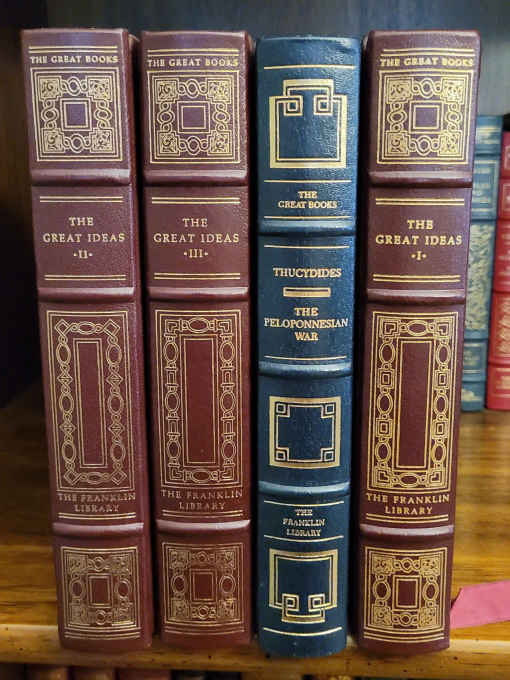 THE GREAT BOOKS
THE
GREAT IDEAS
·II·
THE FRANKLIN
LIBRARY
THE GREAT BOOKS
THE
GREAT IDEAS
·III·
THE FRANKLIN
LIBRARY
THE
GREAT BOOKS
THUCYDIDES
THE
PELOPONNESIAN
WAR
THE
FRANKLIN
LIBRARY
THE GREAT BOOKS
THE
GREAT IDEAS
·I·
THE FRANKLIN
LIBRARY